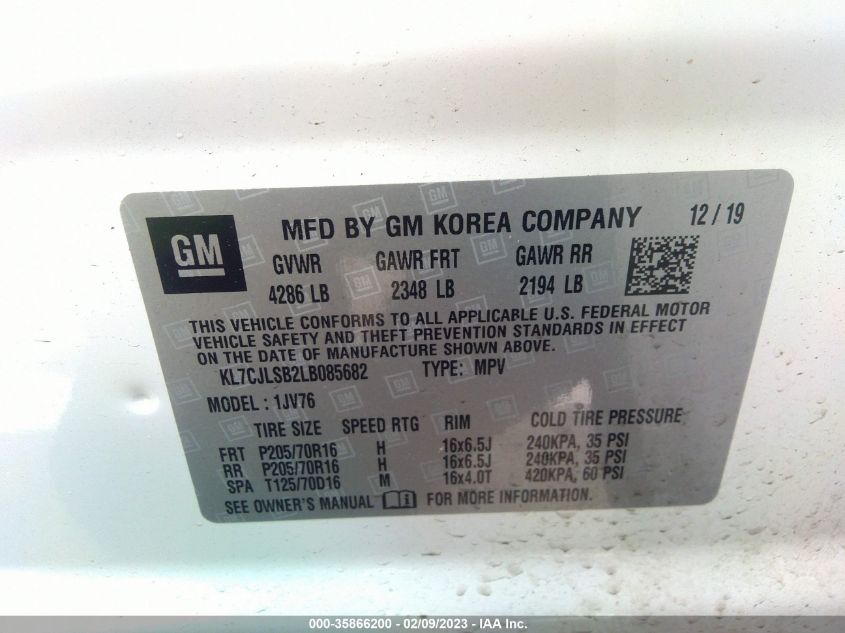 GM
MFD BY GM KOREA COMPANY 12/19
GVWR GAWR FRT GAWR RR
4286 LB 2348 LB 2194 LB
THIS VEHICLE CONFORMS TO ALL APPLICABLE U.S. FEDERAL MOTOR
VEHICLE SAFETY AND THEFT PREVENTION STANDARDS IN EFFECT
ON THE DATE OF MANUFACTURE SHOWN ABOVE.
KL7CJLSB2LB085682 TYPE: MPV
MODEL : 1JV76
TIRE SIZE SPEED RTG RIM COLD TIRE PRESSURE
FRT P205/70R16 H 16x6.5J 240KPA, 35 PSI
RR P205/70R16 H 16x6.5J 240KPA, 35 PSI
SPA T125/70D16 M 16x4.0T 420KPA, 60 PSI
SEE OWNER'S MANUAL FOR MORE INFORMATION.
000-35866200 - 02/09/2023 - IAA Inc.